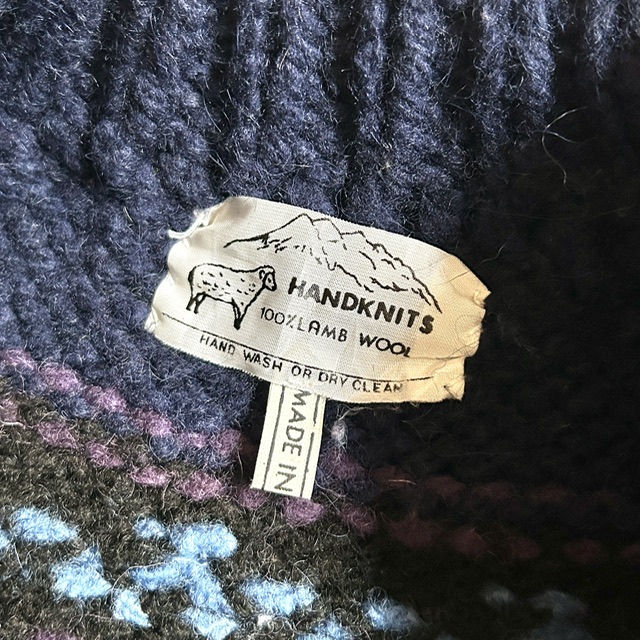 HANDKNITS
100% LAMB WOOL
HAND WASH OR DRY CLEAN
MADE IN